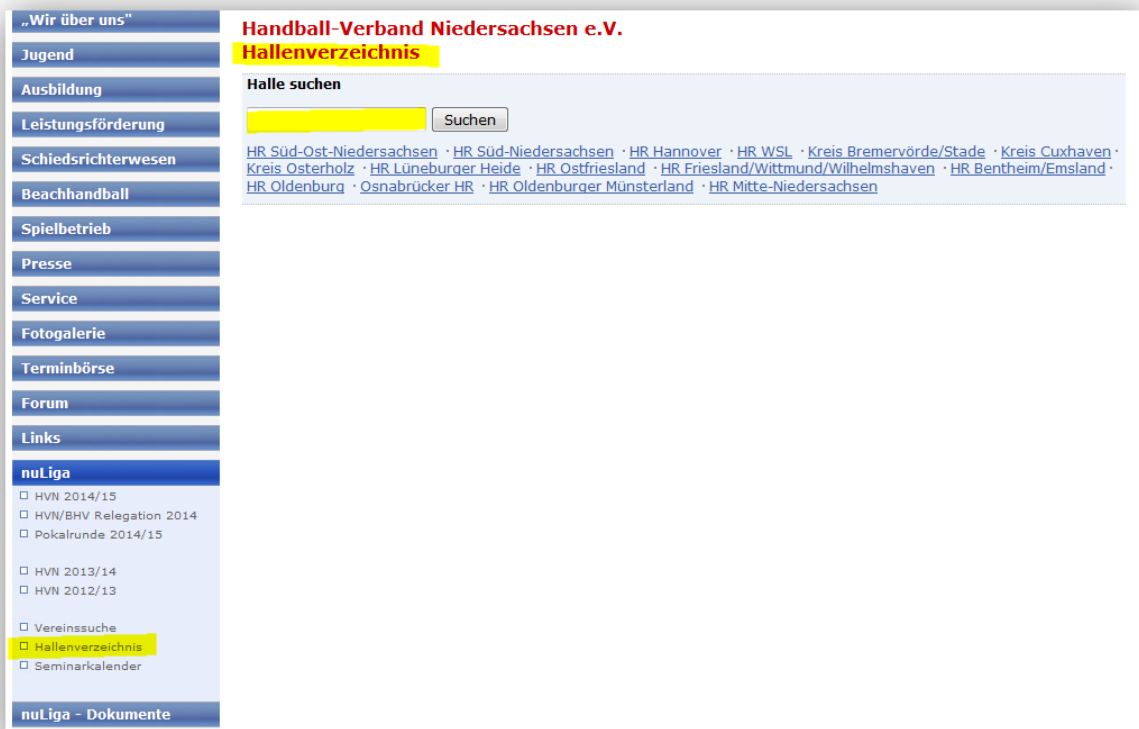 „Wir über uns"
Jugend
Ausbildung
Leistungsförderung
Schiedsrichterwesen
Beachhandball
Spielbetrieb
Presse
Service
Fotogalerie
Terminbörse
Forum
Links
nuLiga
HVN 2014/15
HVN/BHV Relegation 2014
Pokalrunde 2014/15
HVN 2013/14
HVN 2012/13
Vereinssuche
Hallenverzeichnis
Seminarkalender
nuLiga - Dokumente
Handball-Verband Niedersachsen e.V.
Hallenverzeichnis
Halle suchen
Suchen
HR Süd-Ost-Niedersachsen · HR Süd-Niedersachsen · HR Hannover · HR WSL · Kreis Bremervörde/Stade · Kreis Cuxhaven ·
Kreis Osterholz · HR Lüneburger Heide · HR Ostfriesland · HR Friesland/Wittmund/Wilhelmshaven · HR Bentheim/Emsland ·
HR Oldenburg · Osnabrücker HR · HR Oldenburger Münsterland · HR Mitte-Niedersachsen